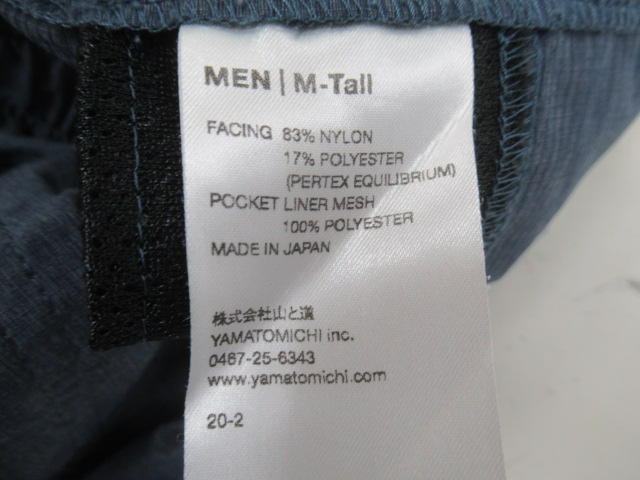 MEN | M-Tall
FACING 83% NYLON
17% POLYESTER
(PERTEX EQUILIBRIUM)
POCKET LINER MESH
100% POLYESTER
MADE IN JAPAN
株式会社山と道
YAMATOMICHI inc.
0467-25-6343
www.yamatomichi.com
20-2